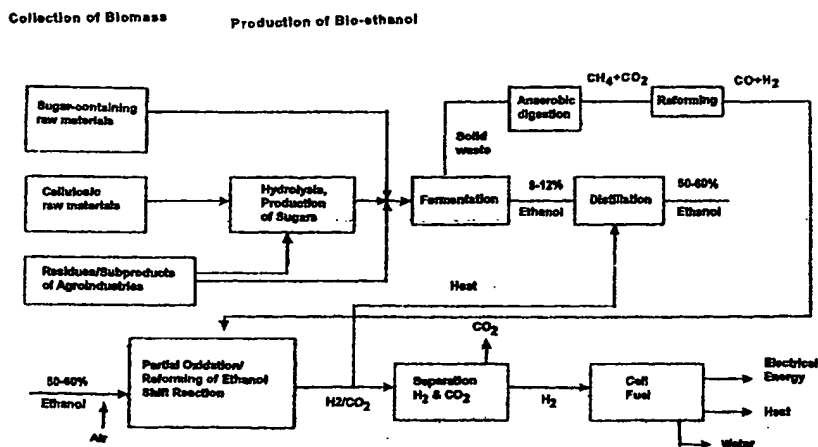 Collection of Biomass
Production of Bio-ethanol
Sugar-containing
raw materials
Cellulosic
raw materials
Residues/Subproducts
of Agroindustries
Hydrolysis,
Production
of Sugars
Solid
waste
Fermentation
Anaerobic
digestion
CH4+CO2
Reforming
CO+H2
8-12%
Ethanol
Distillation
50-60%
Ethanol
Heat
50-60%
Ethanol
Air
Partial Oxidation/
Reforming of Ethanol
Shift Reaction
H2/CO2
CO2
Separation
H2 & CO2
H2
Cell
Fuel
Electrical
Energy
Heat
Water